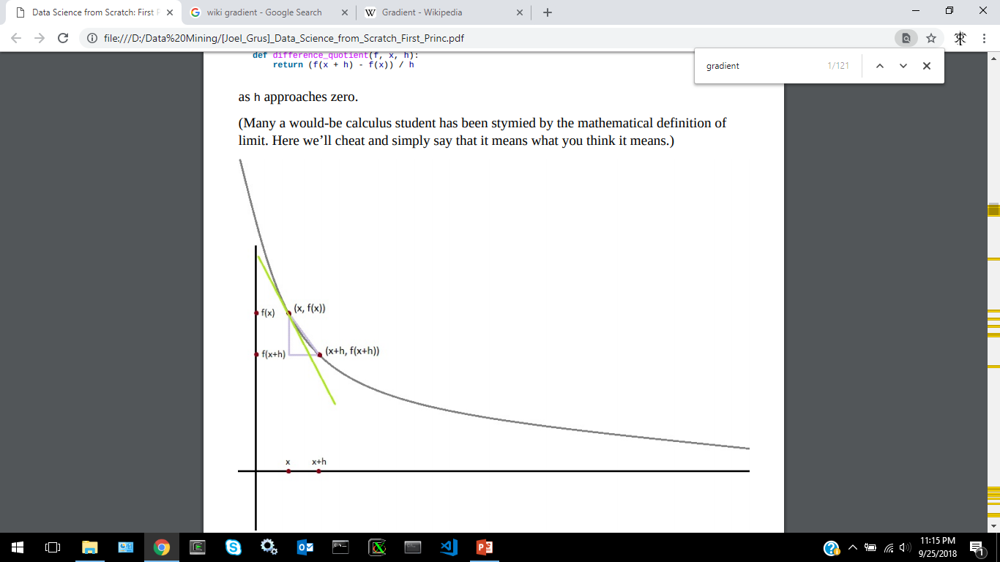 Data Science from Scratch: First P
wiki gradient - Google Search
W Gradient - Wikipedia
file:///D:/Data%20Mining/[Joel_Grus]_Data_Science_from_Scratch_First_Princ.pdf
gradient 1/121
def difference_quotient(f, x, h):
return (f(x + h) - f(x)) / h
as h approaches zero.
(Many a would-be calculus student has been stymied by the mathematical definition of
limit. Here we’ll cheat and simply say that it means what you think it means.)
f(x) (x, f(x))
f(x+h) (x+h, f(x+h))
x x+h
11:15 PM
9/25/2018
1